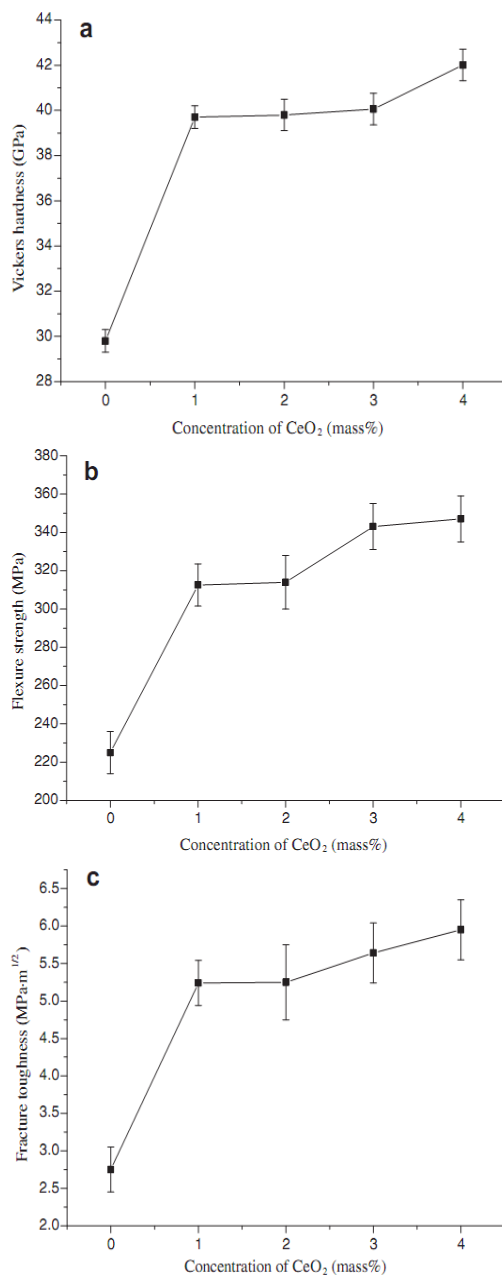 a
44
42
40
38
36
34
32
30
28
Vickers hardness (GPa)
0 1 2 3 4
Concentration of CeO₂ (mass%)
b
380
360
340
320
300
280
260
240
220
200
Flexure strength (MPa)
0 1 2 3 4
Concentration of CeO₂ (mass%)
c
6.5
6.0
5.5
5.0
4.5
4.0
3.5
3.0
2.5
2.0
Fracture toughness (MPa·m¹/²)
0 1 2 3 4
Concentration of CeO₂ (mass%)